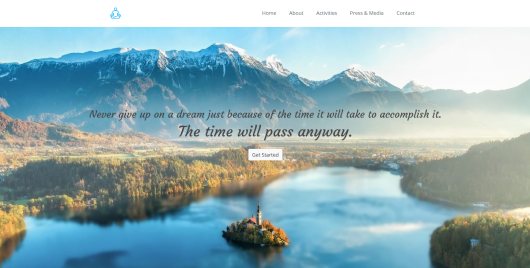 Home About Activities Press & Media Contact
Never give up on a dream just because of the time it will take to accomplish it.
The time will pass anyway.
Get Started